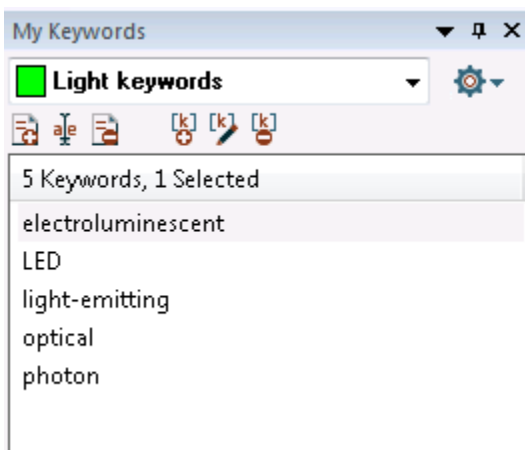 My Keywords
Light keywords
a|e [k] [k] [k]
5 Keywords, 1 Selected
electroluminescent
LED
light-emitting
optical
photon